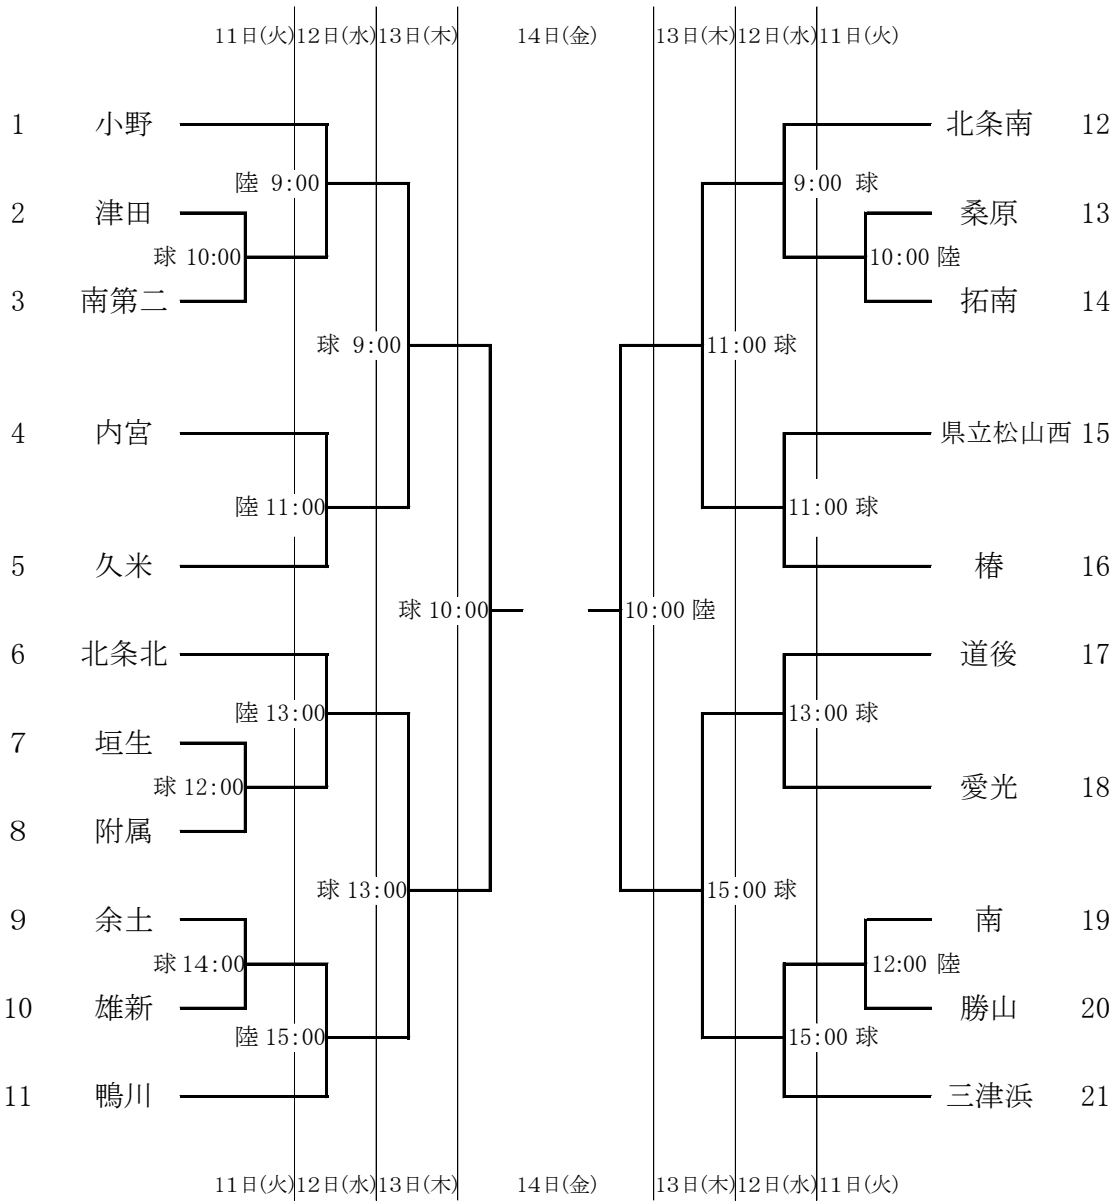 11日(火) 12日(水) 13日(木) 14日(金) 13日(木) 12日(水) 11日(火)
1 小野 北条南 12
陸 9:00 9:00 球
2 津田 桑原 13
球 10:00 10:00 陸
3 南第二 拓南 14
球 9:00 11:00 球
4 内宮 県立松山西 15
陸 11:00 11:00 球
5 久米 椿 16
球 10:00 10:00 陸
6 北条北 道後 17
陸 13:00 13:00 球
7 垣生
球 12:00 愛光 18
8 附属
球 13:00 15:00 球
9 余土 南 19
球 14:00 12:00 陸
10 雄新 勝山 20
陸 15:00 15:00 球
11 鴨川 三津浜 21
11日(火) 12日(水) 13日(木) 14日(金) 13日(木) 12日(水) 11日(火)